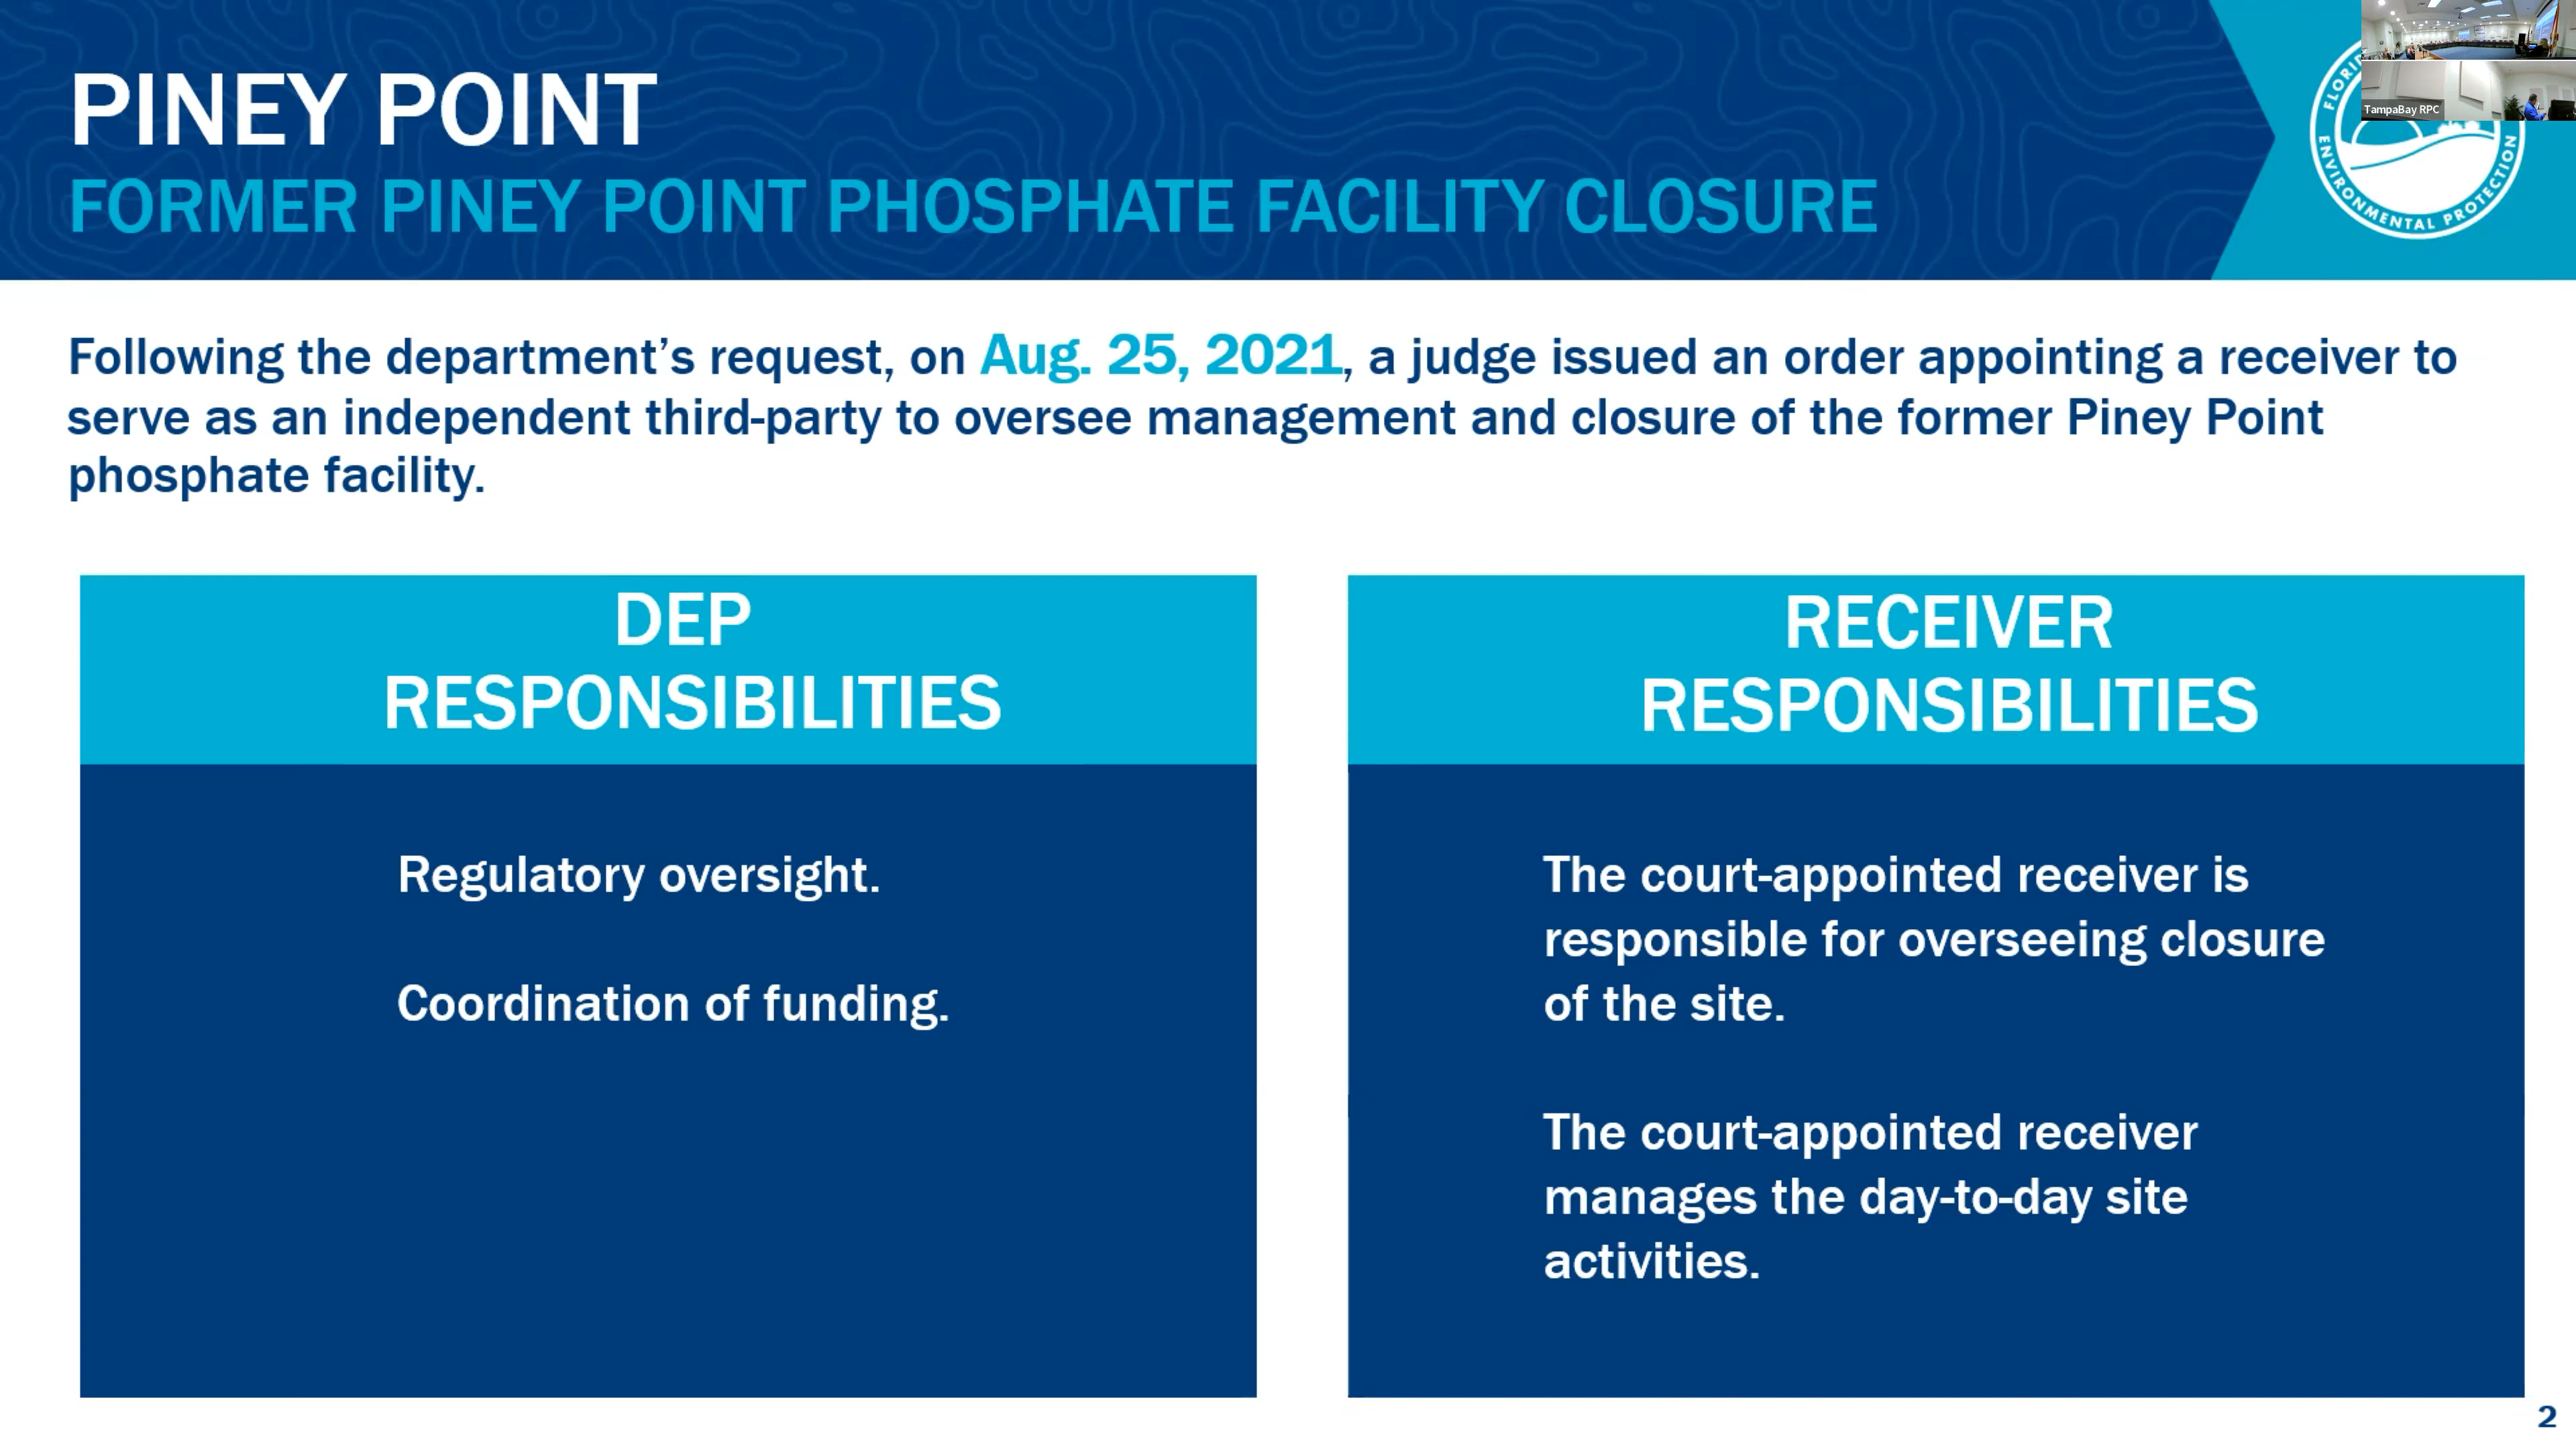 PINEY POINT
FORMER PINEY POINT PHOSPHATE FACILITY CLOSURE
TampaBay RPC
ENVIRONMENTAL PROTECTION
Following the department’s request, on Aug. 25, 2021, a judge issued an order appointing a receiver to
serve as an independent third-party to oversee management and closure of the former Piney Point
phosphate facility.
DEP
RESPONSIBILITIES
Regulatory oversight.
Coordination of funding.
RECEIVER
RESPONSIBILITIES
The court-appointed receiver is
responsible for overseeing closure
of the site.
The court-appointed receiver
manages the day-to-day site
activities.
2